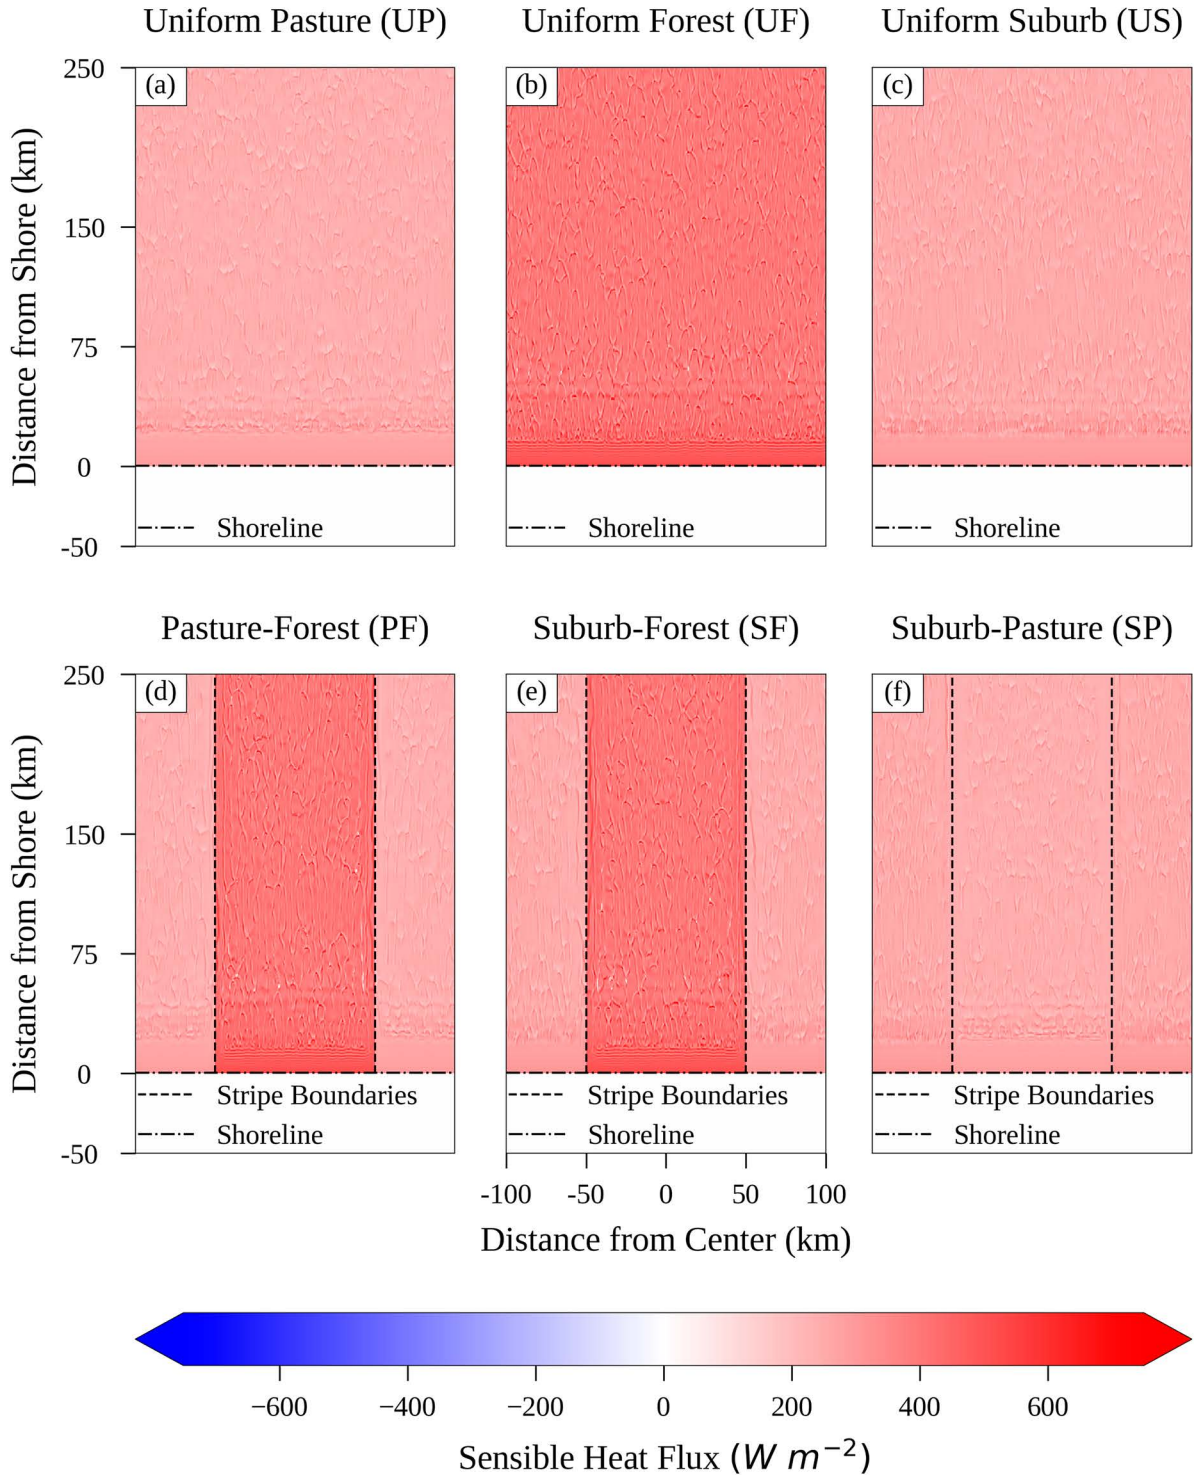 Uniform Pasture (UP) Uniform Forest (UF) Uniform Suburb (US)
250 (a) (b) (c)
150
75
0
-50
Distance from Shore (km)
Shoreline Shoreline Shoreline
Pasture-Forest (PF) Suburb-Forest (SF) Suburb-Pasture (SP)
250 (d) (e) (f)
150
75
0
-50
Distance from Shore (km)
Stripe Boundaries Stripe Boundaries Stripe Boundaries
Shoreline Shoreline Shoreline
-100 -50 0 50 100
Distance from Center (km)
−600 −400 −200 0 200 400 600
Sensible Heat Flux (W m⁻²)